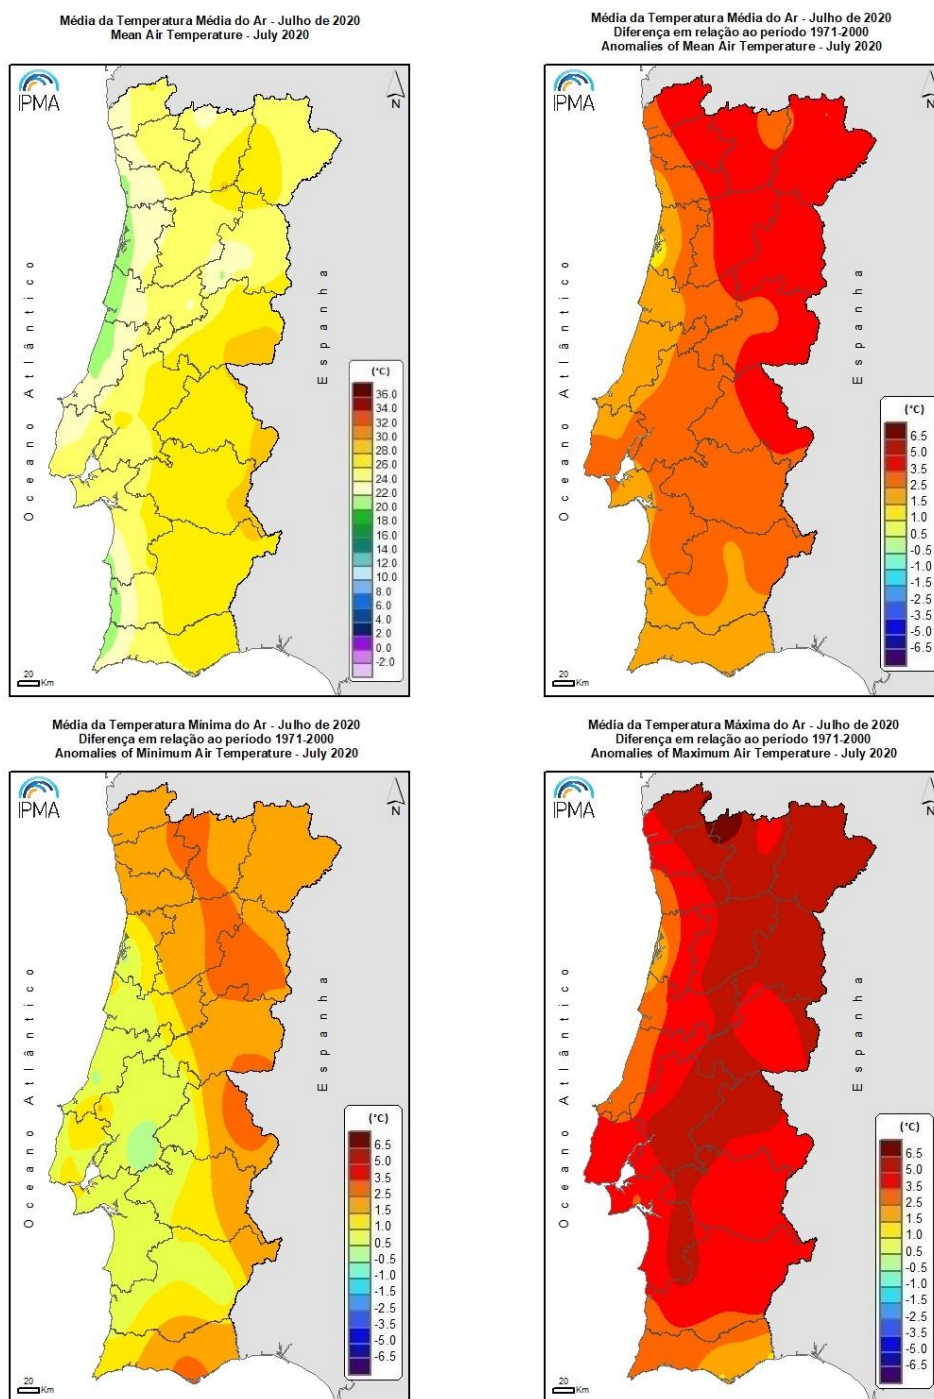 Média da Temperatura Média do Ar - Julho de 2020
Mean Air Temperature - July 2020
IPMA
N
Oceano Atlântico
Espanha
(°C)
36.0
34.0
32.0
30.0
28.0
26.0
24.0
22.0
20.0
18.0
16.0
14.0
12.0
10.0
8.0
6.0
4.0
2.0
0.0
-2.0
20
Km
Média da Temperatura Média do Ar - Julho de 2020
Diferença em relação ao período 1971-2000
Anomalies of Mean Air Temperature - July 2020
IPMA
N
Oceano Atlântico
Espanha
(°C)
6.5
5.0
3.5
2.5
1.5
1.0
0.5
-0.5
-1.0
-1.5
-2.5
-3.5
-5.0
-6.5
20
Km
Média da Temperatura Mínima do Ar - Julho de 2020
Diferença em relação ao período 1971-2000
Anomalies of Minimum Air Temperature - July 2020
IPMA
N
Oceano Atlântico
Espanha
(°C)
6.5
5.0
3.5
2.5
1.5
1.0
0.5
-0.5
-1.0
-1.5
-2.5
-3.5
-5.0
-6.5
20
Km
Média da Temperatura Máxima do Ar - Julho de 2020
Diferença em relação ao período 1971-2000
Anomalies of Maximum Air Temperature - July 2020
IPMA
N
Oceano Atlântico
Espanha
(°C)
6.5
5.0
3.5
2.5
1.5
1.0
0.5
-0.5
-1.0
-1.5
-2.5
-3.5
-5.0
-6.5
20
Km